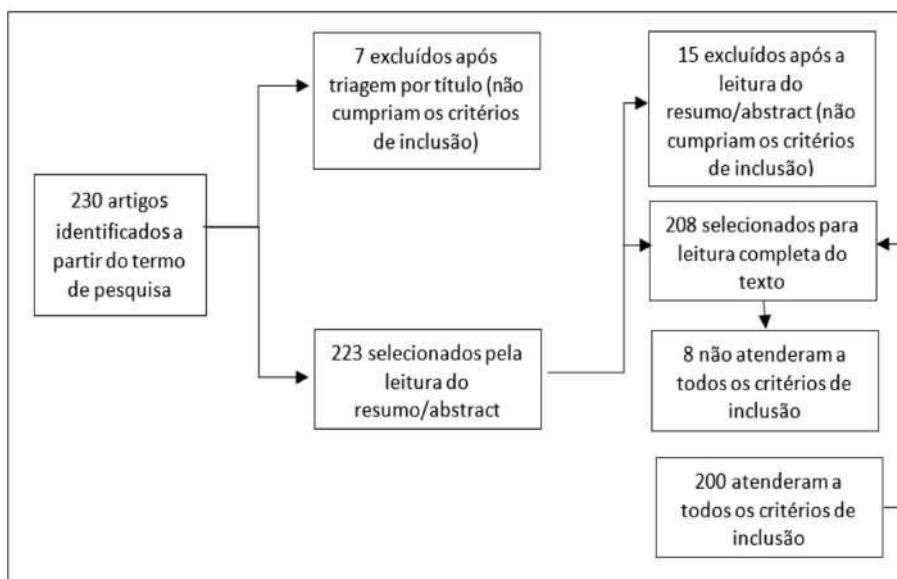 230 artigos
identificados a
partir do termo
de pesquisa
7 excluídos após
triagem por título (não
cumpriam os critérios
de inclusão)
223 selecionados pela
leitura do
resumo/abstract
15 excluídos após a
leitura do
resumo/abstract (não
cumpriam os critérios
de inclusão)
208 selecionados para
leitura completa do
texto
8 não atenderam a
todos os critérios de
inclusão
200 atenderam a
todos os critérios de
inclusão